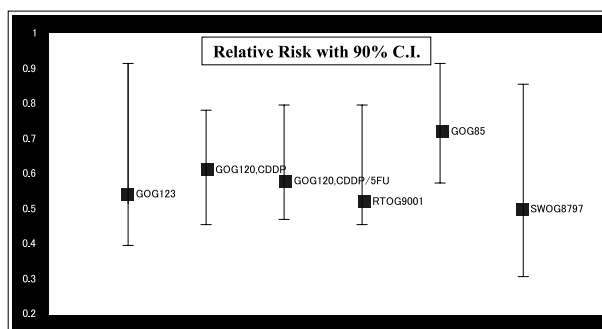 Relative Risk with 90% C.I.
1
0.9
0.8
0.7
0.6
0.5
0.4
0.3
0.2
GOG123
GOG120,CDDP
GOG120,CDDP/5FU
RTOG9001
GOG85
SWOG8797